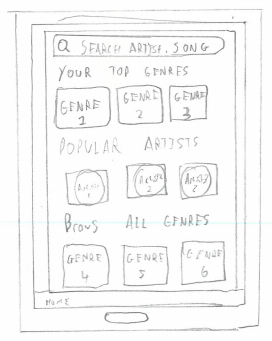 SEARCH ARTIST, SONG
YOUR TOP GENRES
GENRE 1
GENRE 2
GENRE 3
POPULAR ARTISTS
ARTIST 1
ARTIST 2
ARTIST 2
Brows ALL GENRES
GENRE 4
GENRE 5
GENRE 6
HOME